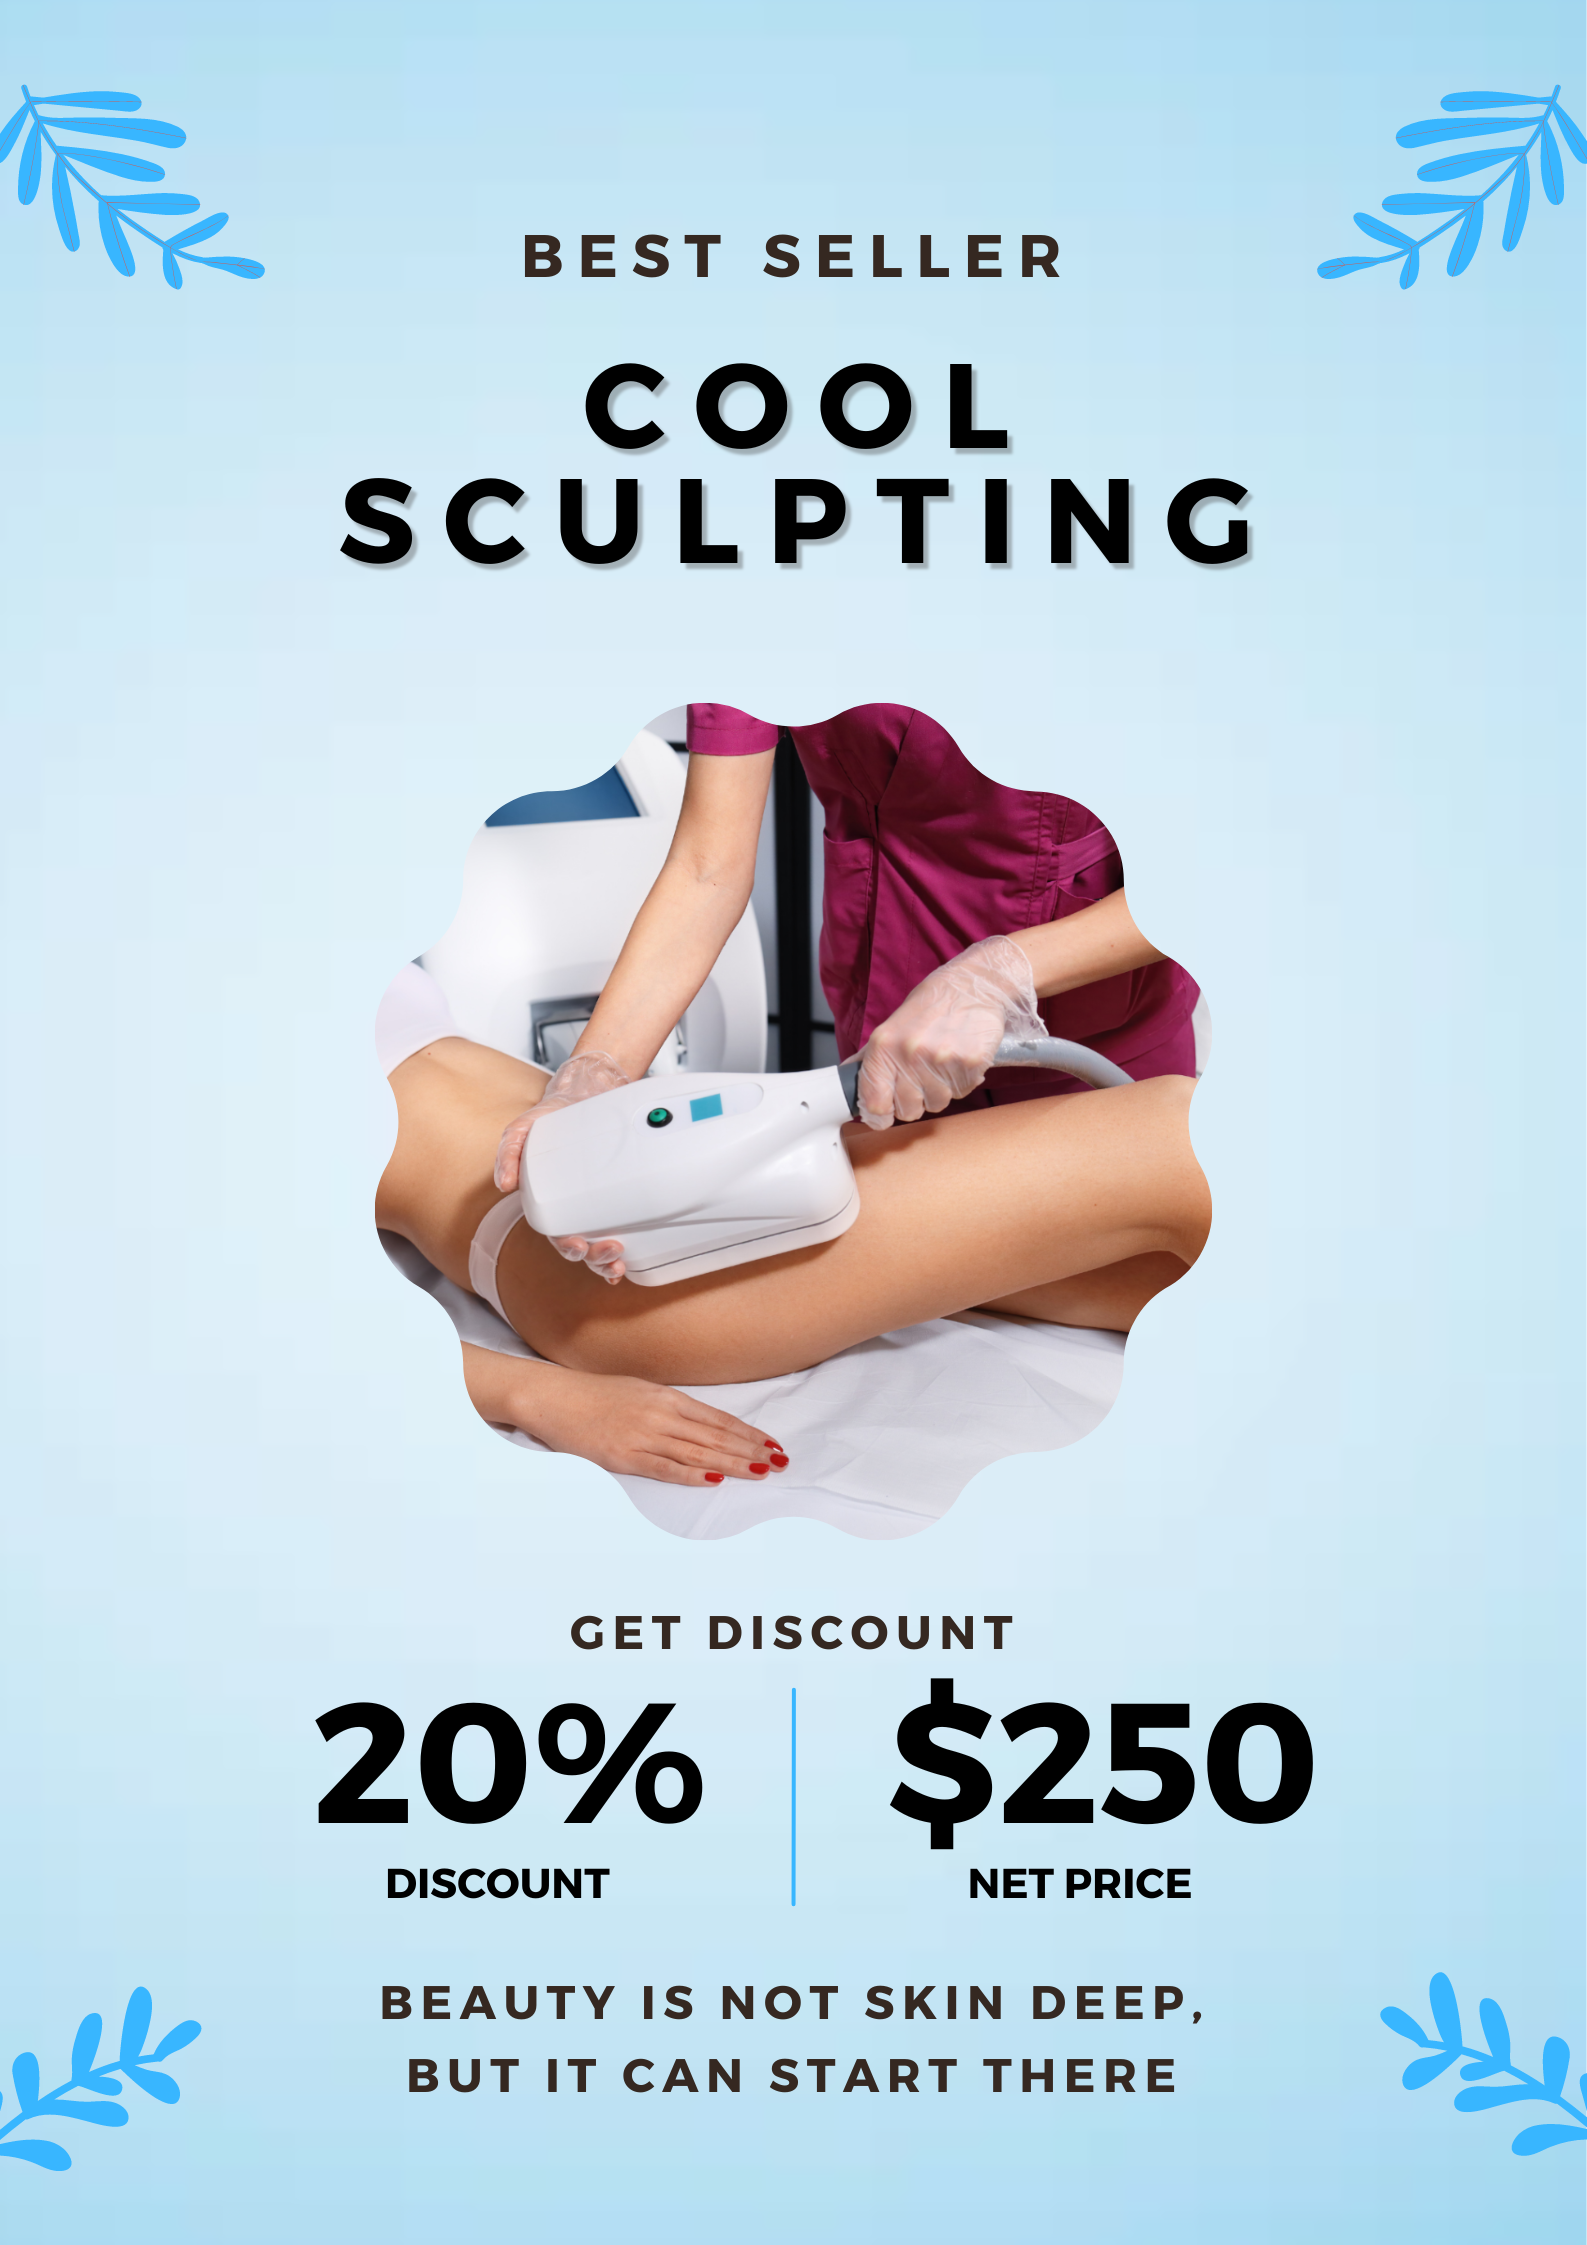 BEST SELLER
COOL
SCULPTING
GET DISCOUNT
20%
DISCOUNT
$250
NET PRICE
BEAUTY IS NOT SKIN DEEP,
BUT IT CAN START THERE